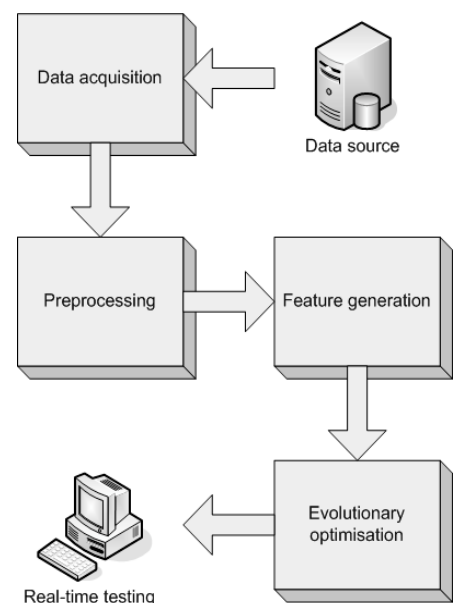 Data acquisition
Data source
Preprocessing
Feature generation
Evolutionary
optimisation
Real-time testing